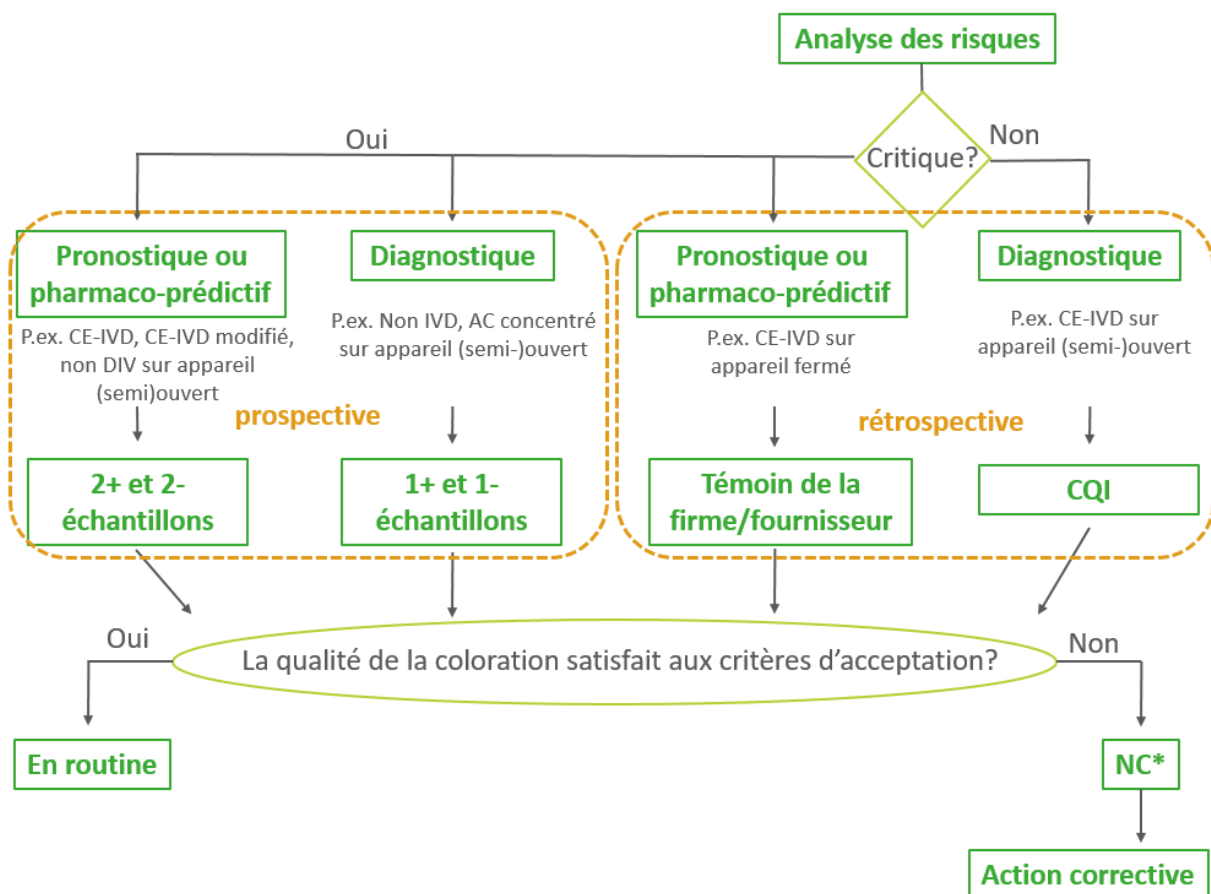 Analyse des risques
Oui
Critique?
Non
Pronostique ou
pharmaco-prédictif
P.ex. CE-IVD, CE-IVD modifié,
non DIV sur appareil
(semi)ouvert
Diagnostique
P.ex. Non IVD, AC concentré
sur appareil (semi-)ouvert
Pronostique ou
pharmaco-prédictif
P.ex. CE-IVD sur
appareil fermé
Diagnostique
P.ex. CE-IVD sur
appareil (semi-)ouvert
prospective
rétrospective
2+ et 2-
échantillons
1+ et 1-
échantillons
Témoin de la
firme/fournisseur
CQI
Oui
La qualité de la coloration satisfait aux critères d’acceptation?
Non
En routine
NC*
Action corrective